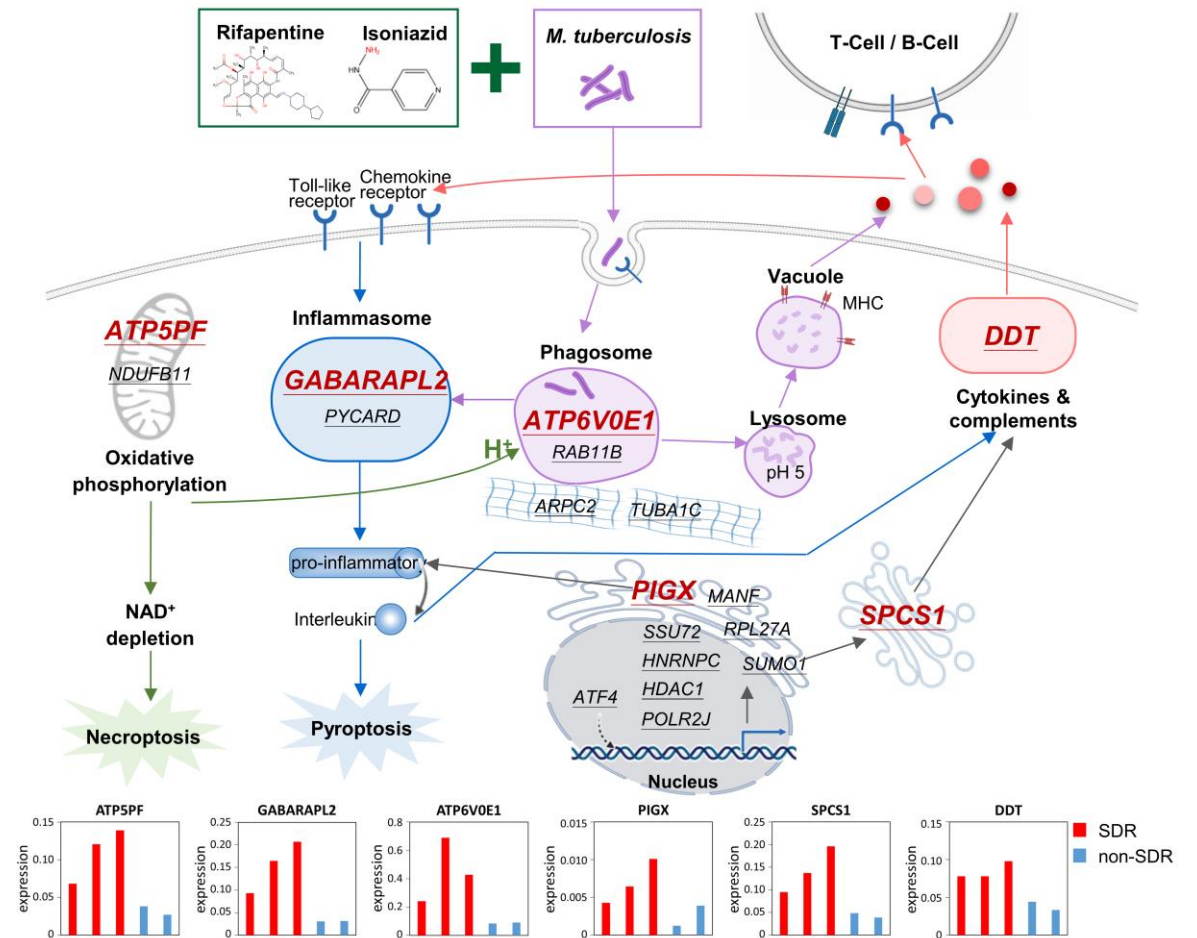 Rifapentine
Isoniazid
M. tuberculosis
T-Cell / B-Cell
NH₂
HN
N
O
Toll-like
receptor
Chemokine
receptor
Vacuole
MHC
ATP5PF
NDUFB11
Inflammasome
GABARAPL2
PYCARD
Phagosome
ATP6V0E1
RAB11B
Lysosome
pH 5
DDT
Cytokines &
complements
Oxidative
phosphorylation
H⁺
ARPC2
TUBA1C
pro-inflammator
Interleukin
NAD⁺
depletion
PIGX
MANF
SSU72
RPL27A
HNRNPC
SUMO1
HDAC1
ATF4
POLR2J
SPCS1
Necroptosis
Pyroptosis
Nucleus
ATP5PF
expression
0.15
0.10
0.05
0
GABARAPL2
0.25
0.20
0.15
0.10
0.05
0
ATP6V0E1
expression
0.8
0.6
0.4
0.2
0
PIGX
expression
0.015
0.010
0.005
0
SPCS1
expression
0.25
0.20
0.15
0.10
0.05
0
DDT
expression
0.15
0.10
0.05
0
SDR
non-SDR